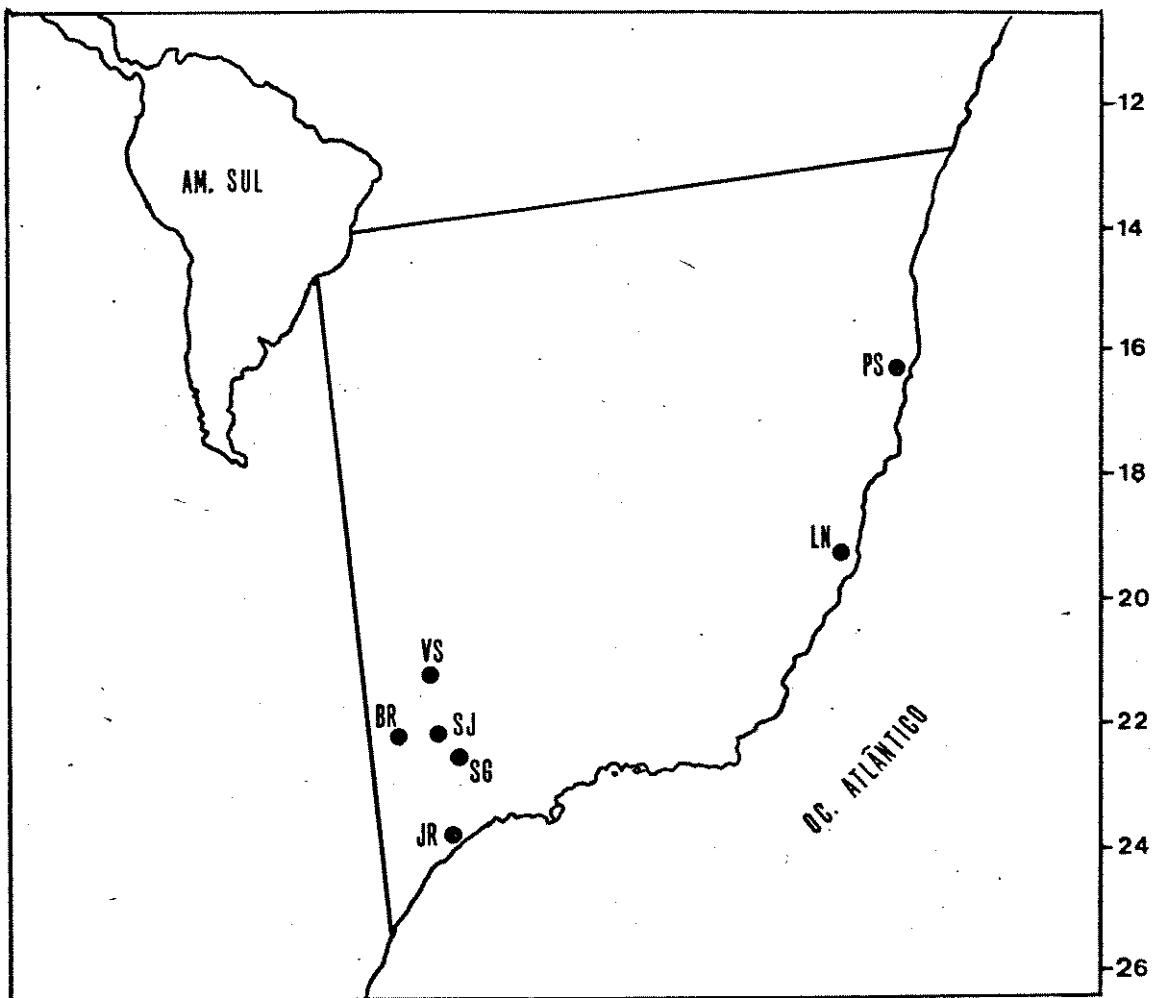 AM. SUL
12
14
16
18
20
22
24
26
PS
LN
VS
BR
SJ
SG
JR
OC. ATLÂNTICO